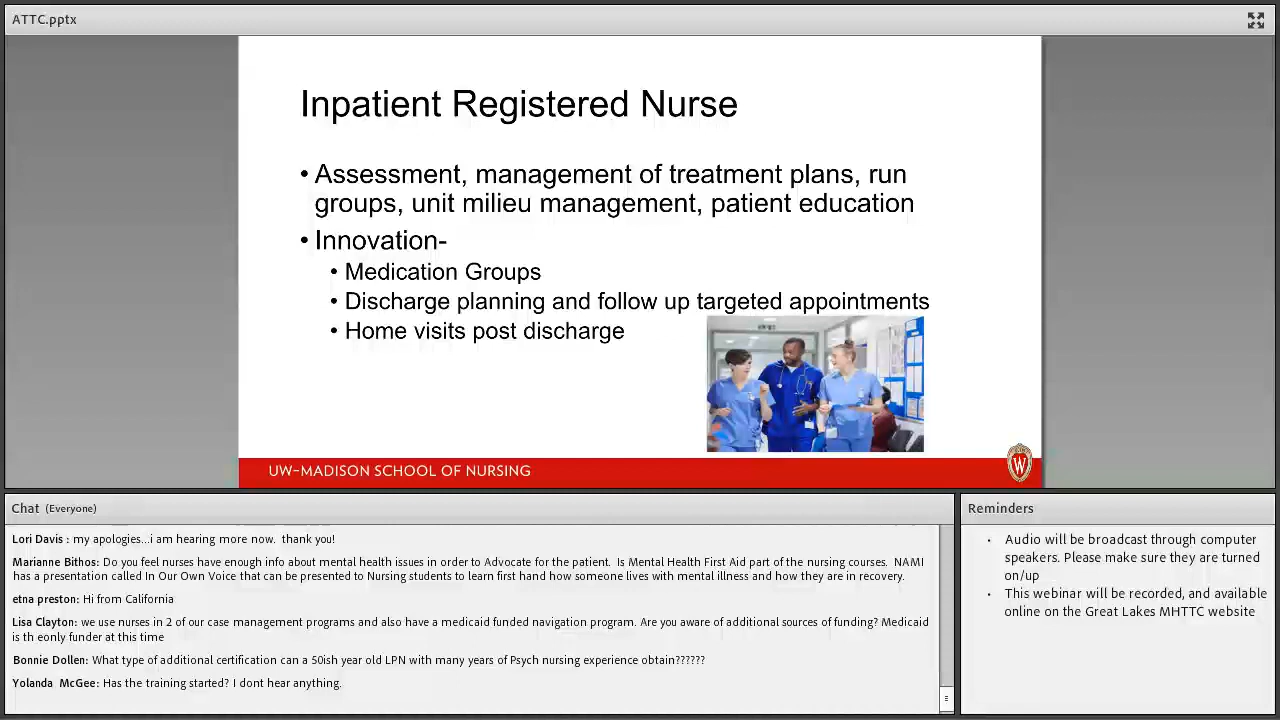 ATTC.pptx
Inpatient Registered Nurse
• Assessment, management of treatment plans, run
groups, unit milieu management, patient education
• Innovation-
• Medication Groups
• Discharge planning and follow up targeted appointments
• Home visits post discharge
UW-MADISON SCHOOL OF NURSING
W
Chat (Everyone)
Lori Davis : my apologies...i am hearing more now. thank you!
Marianne Bithos: Do you feel nurses have enough info about mental health issues in order to Advocate for the patient. Is Mental Health First Aid part of the nursing courses. NAMI
has a presentation called In Our Own Voice that can be presented to Nursing students to learn first hand how someone lives with mental illness and how they are in recovery.
etna preston: Hi from California
Lisa Clayton: we use nurses in 2 of our case management programs and also have a medicaid funded navigation program. Are you aware of additional sources of funding? Medicaid
is th eonly funder at this time
Bonnie Dollen: What type of additional certification can a 50ish year old LPN with many years of Psych nursing experience obtain??????
Yolanda McGee: Has the training started? I dont hear anything.
Reminders
• Audio will be broadcast through computer
speakers. Please make sure they are turned
on/up
• This webinar will be recorded, and available
online on the Great Lakes MHTTC website